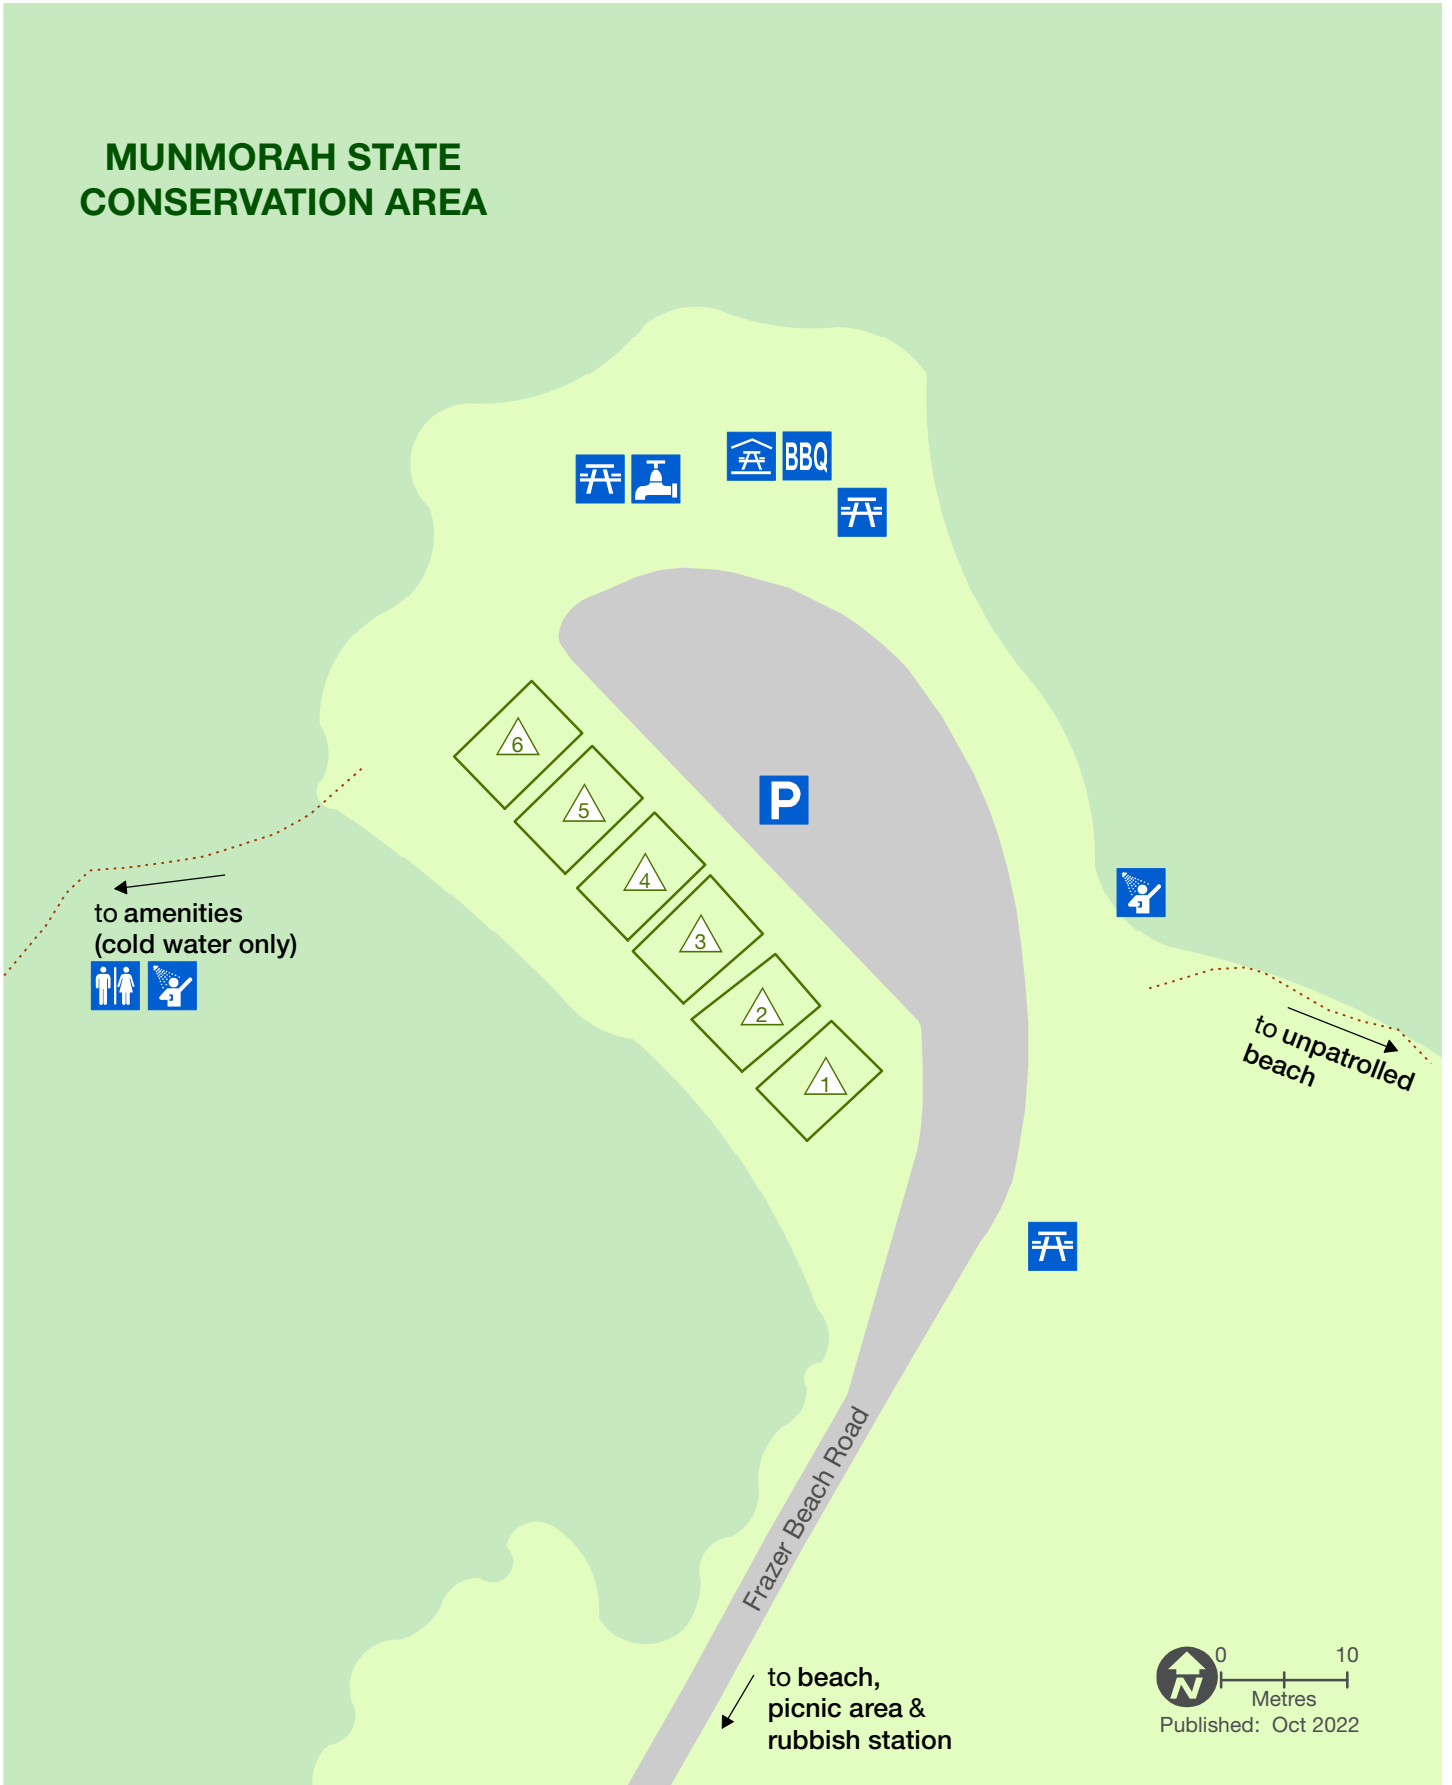 MUNMORAH STATE
CONSERVATION AREA
BBQ
6
5
P
4
to amenities
(cold water only)
3
2
to unpatrolled
beach
1
Frazer Beach Road
to beach,
picnic area &
rubbish station
0 10
N
Metres
Published: Oct 2022